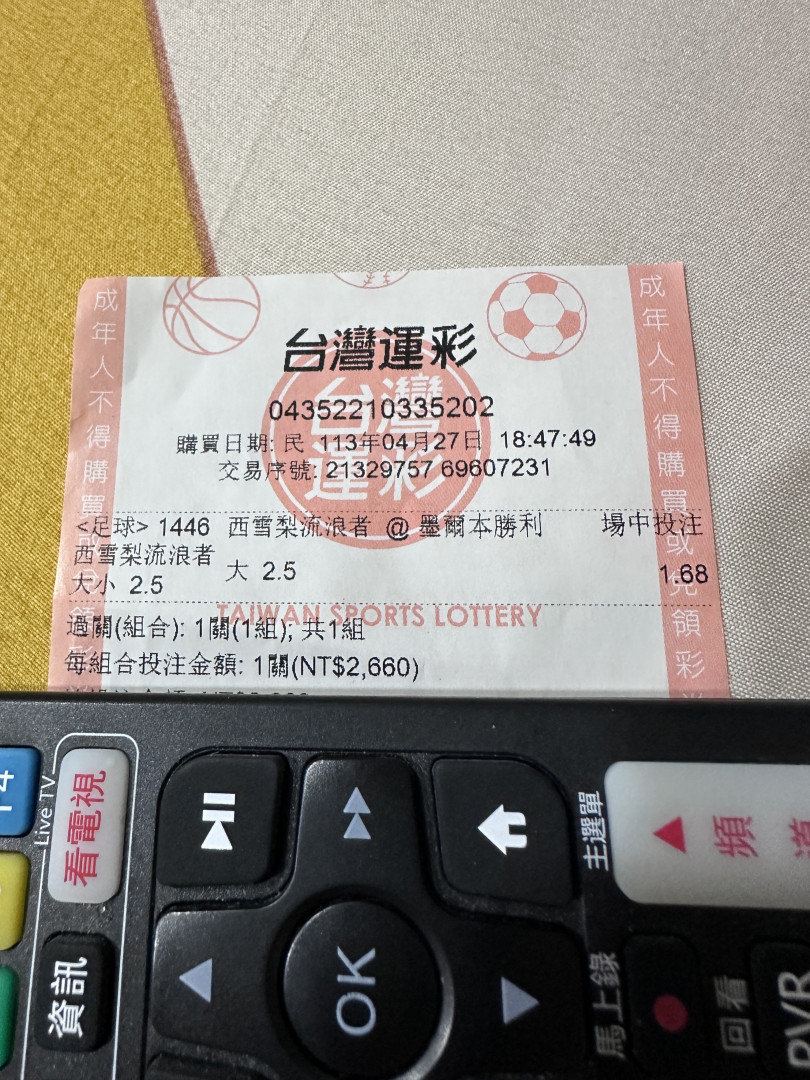 台灣運彩
04352210335202
購買日期: 民 113年04月27日 18:47:49
交易序號: 21329757 69607231
<足球> 1446 西雪梨流浪者 @ 墨爾本勝利 場中投注
西雪梨流浪者
大小 2.5 大 2.5 1.68
TAIWAN SPORTS LOTTERY
過關(組合): 1關(1組); 共1組
每組合投注金額: 1關(NT$2,660)
成年人不得購買或兌領彩
成年人不得購
台灣運彩
Live TV
看電視
資訊
OK
主選單
頻道
馬上錄
回看
PVR